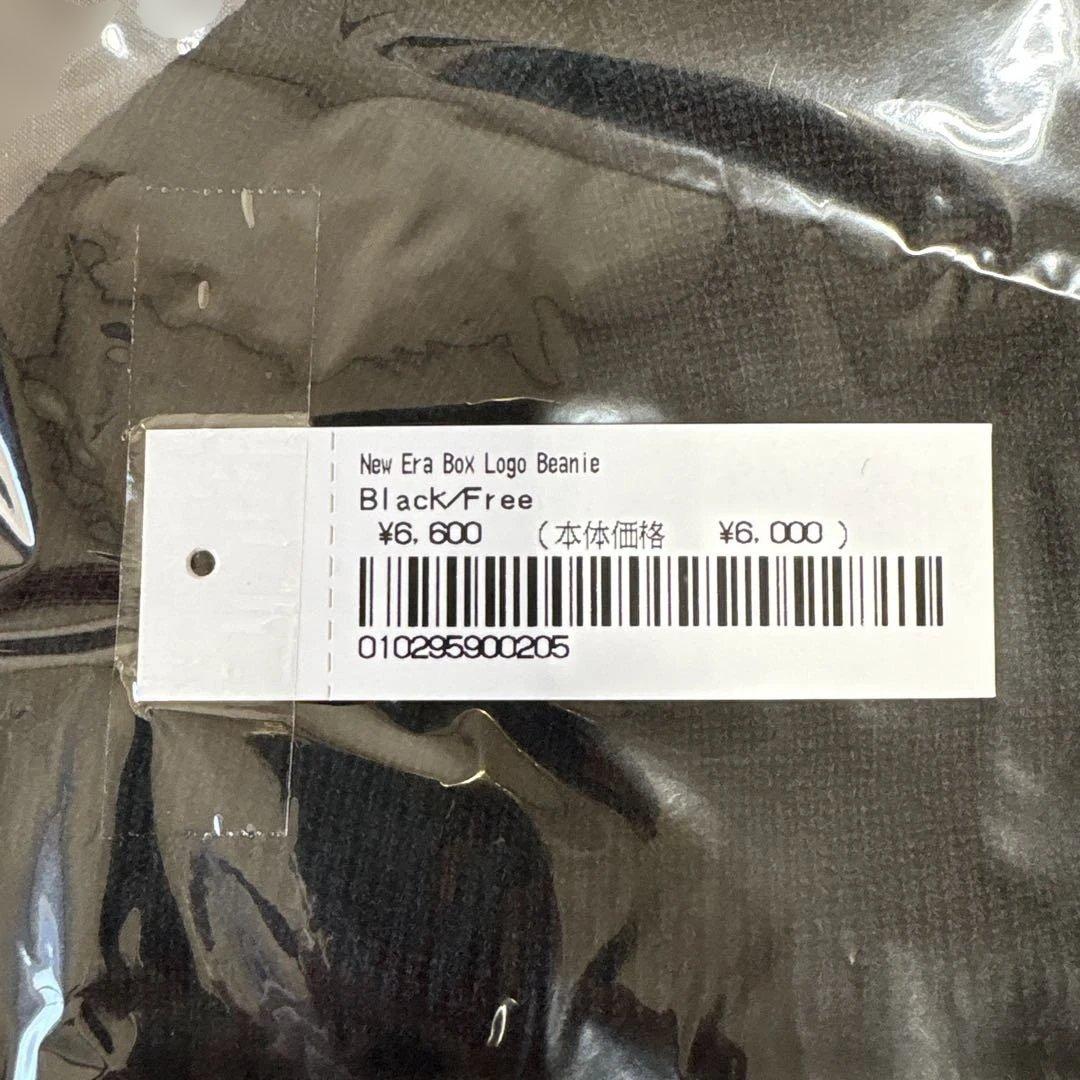 New Era Box Logo Beanie
Black/Free
¥6,600 (本体価格 ¥6,000 )
010295900205